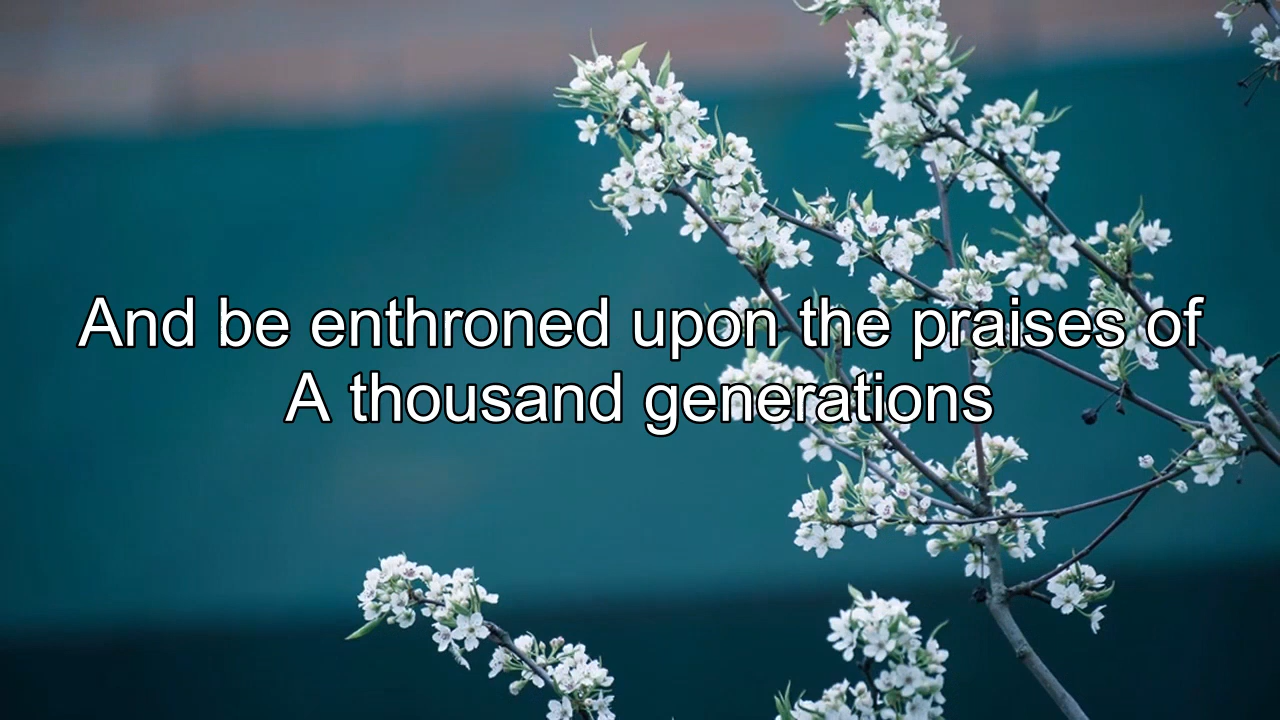 And be enthroned upon the praises of
A thousand generations